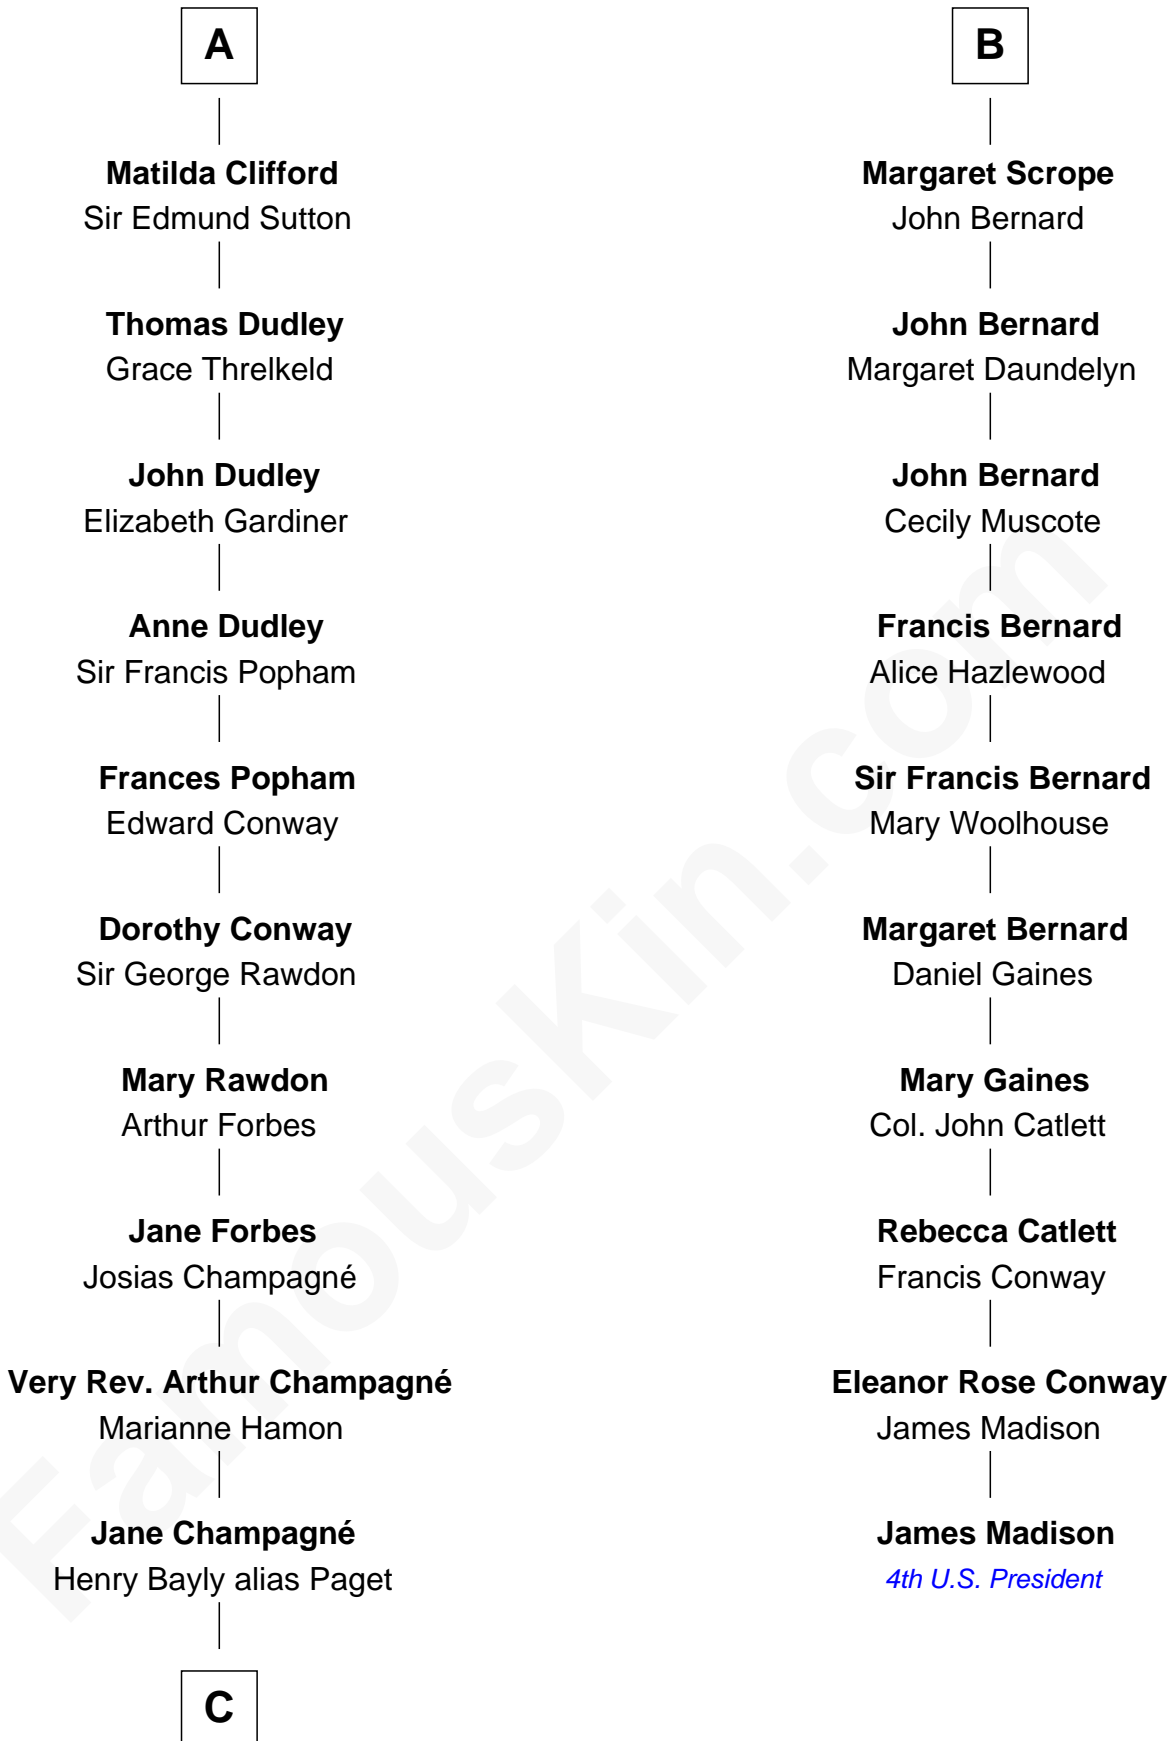 A
Matilda Clifford
Sir Edmund Sutton
Thomas Dudley
Grace Threlkeld
John Dudley
Elizabeth Gardiner
Anne Dudley
Sir Francis Popham
Frances Popham
Edward Conway
Dorothy Conway
Sir George Rawdon
Mary Rawdon
Arthur Forbes
Jane Forbes
Josias Champagné
Very Rev. Arthur Champagné
Marianne Hamon
Jane Champagné
Henry Bayly alias Paget
C
B
Margaret Scrope
John Bernard
John Bernard
Margaret Daundelyn
John Bernard
Cecily Muscote
Francis Bernard
Alice Hazlewood
Sir Francis Bernard
Mary Woolhouse
Margaret Bernard
Daniel Gaines
Mary Gaines
Col. John Catlett
Rebecca Catlett
Francis Conway
Eleanor Rose Conway
James Madison
James Madison
4th U.S. President
FamousKin.com